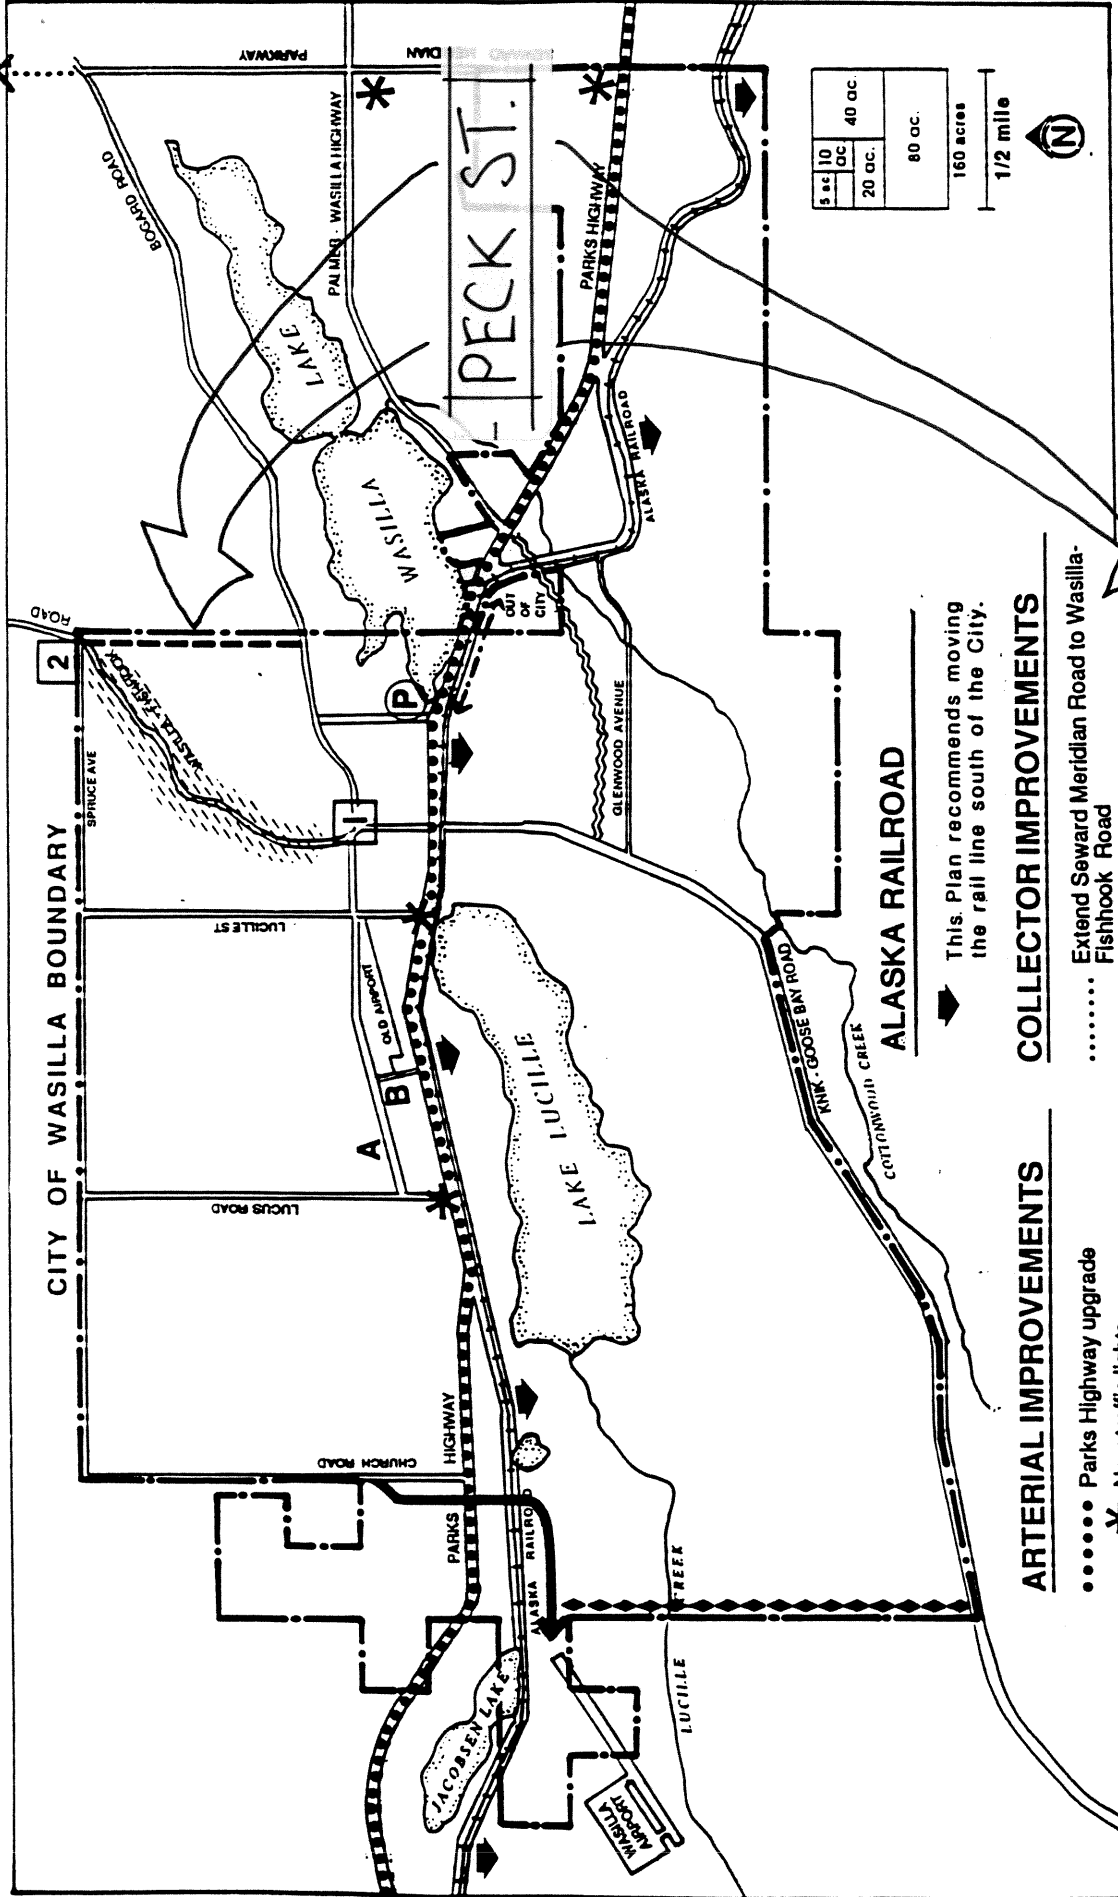 CITY OF WASILLA BOUNDARY
SPRUCE AVE
ROAD
2
BOGARD ROAD
PARKWAY
DIAN
PALMER - WASILLA HIGHWAY
PECK ST.
PARKS HIGHWAY
WASILLA
LAKE
WASILLA - FISHHOOK
LUCILLE ST
LUCUS ROAD
CHURCH ROAD
OLD AIRPORT
A
B
1
P
OUT
OF
CITY
ALASKA RAILROAD
GLENWOOD AVENUE
PARKS HIGHWAY
ALASKA
RAILRO
LAKE LUCILLE
JACOBSEN LAKE
WASILLA
AIRPORT
LUCILLE
CREEK
KNIK - GOOSE BAY ROAD
COTTONWOOD CREEK
5 ac.
10
ac.
20 ac.
40 ac.
80 ac.
160 acres
1/2 mile
N
ALASKA RAILROAD
This Plan recommends moving
the rail line south of the City.
ARTERIAL IMPROVEMENTS
•••••• Parks Highway upgrade
COLLECTOR IMPROVEMENTS
....... Extend Seward Meridian Road to Wasilla-
Fishhook Road